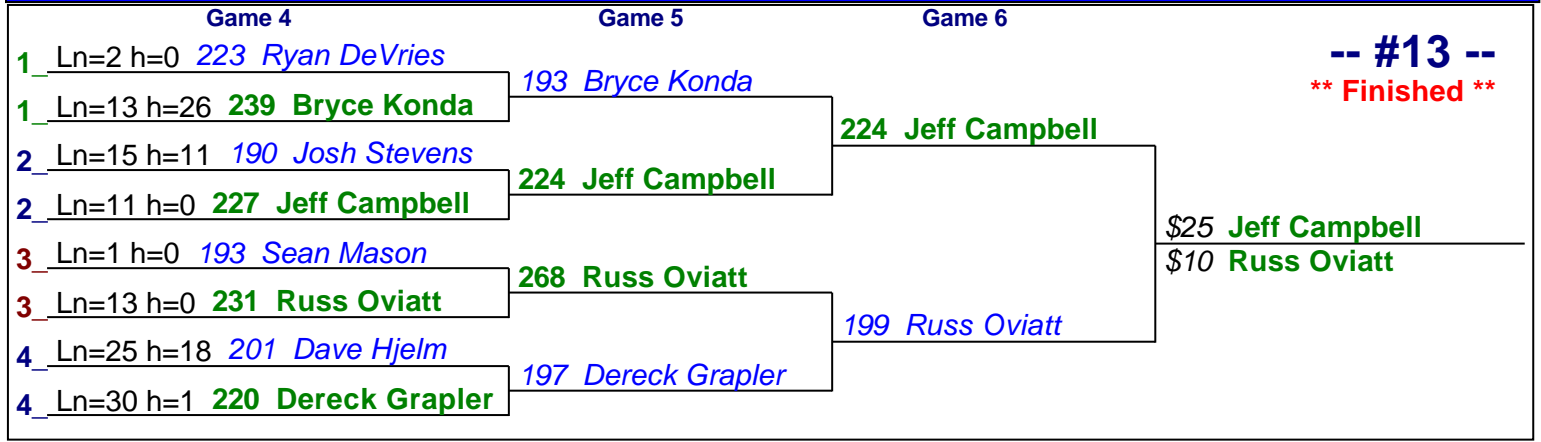 Game 4 Game 5 Game 6
-- #13 --
** Finished **
1_ Ln=2 h=0 223 Ryan DeVries
193 Bryce Konda
1_ Ln=13 h=26 239 Bryce Konda
224 Jeff Campbell
2_ Ln=15 h=11 190 Josh Stevens
224 Jeff Campbell
2_ Ln=11 h=0 227 Jeff Campbell
$25 Jeff Campbell
3_ Ln=1 h=0 193 Sean Mason
$10 Russ Oviatt
268 Russ Oviatt
3_ Ln=13 h=0 231 Russ Oviatt
199 Russ Oviatt
4_ Ln=25 h=18 201 Dave Hjelm
197 Dereck Grapler
4_ Ln=30 h=1 220 Dereck Grapler